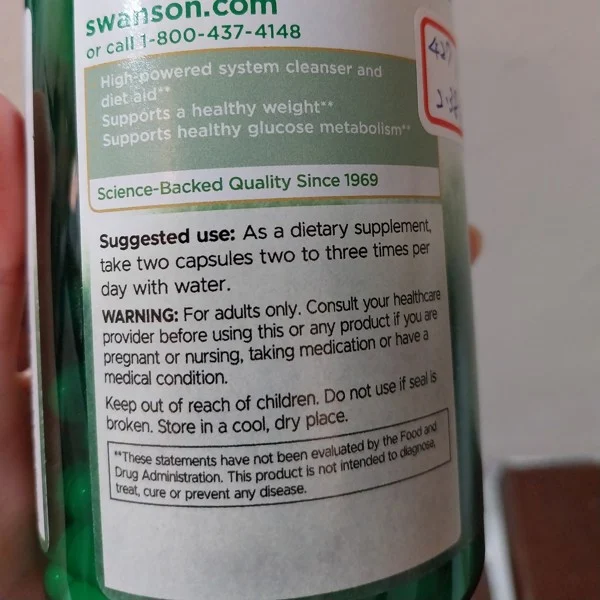 swanson.com
or call 1-800-437-4148
High-powered system cleanser and
diet aid**
Supports a healthy weight**
Supports healthy glucose metabolism**
Science-Backed Quality Since 1969
Suggested use: As a dietary supplement,
take two capsules two to three times per
day with water.
WARNING: For adults only. Consult your healthcare
provider before using this or any product if you are
pregnant or nursing, taking medication or have a
medical condition.
Keep out of reach of children. Do not use if seal is
broken. Store in a cool, dry place.
**These statements have not been evaluated by the Food and
Drug Administration. This product is not intended to diagnose,
treat, cure or prevent any disease.